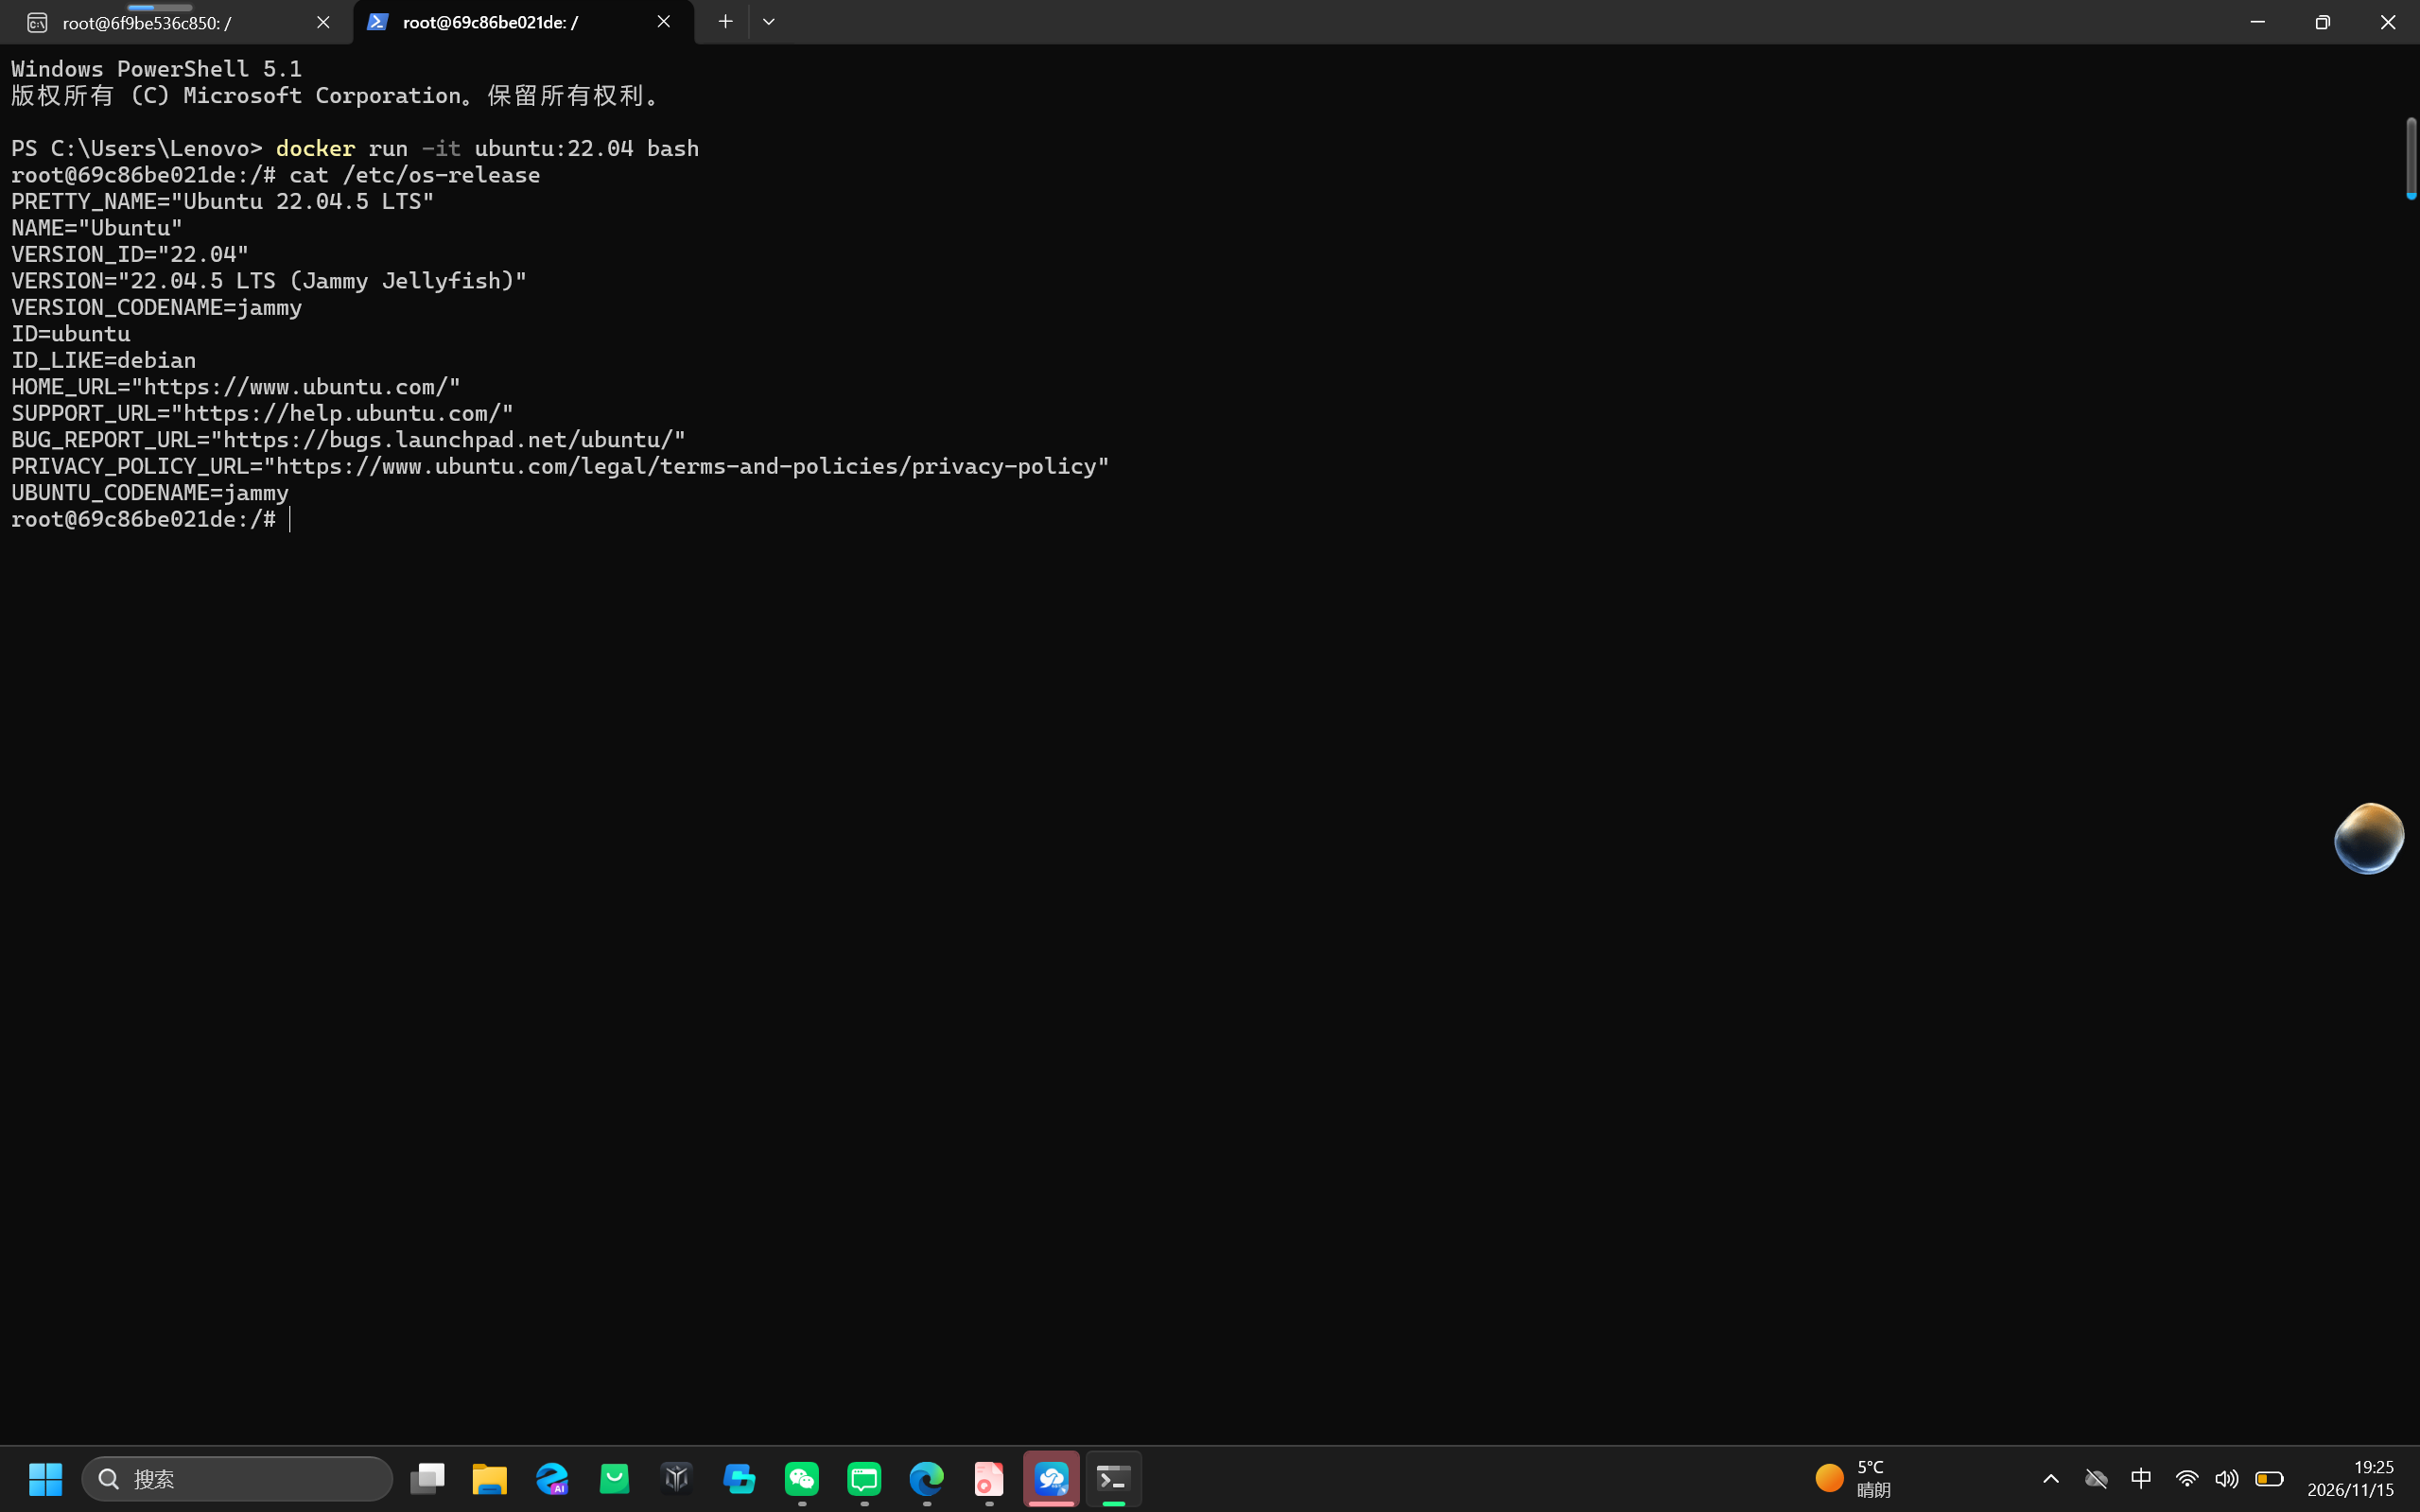 root@6f9be536c850: /
root@69c86be021de: /
Windows PowerShell 5.1
版权所有 (C) Microsoft Corporation。保留所有权利。
PS C:\Users\Lenovo> docker run -it ubuntu:22.04 bash
root@69c86be021de:/# cat /etc/os-release
PRETTY_NAME="Ubuntu 22.04.5 LTS"
NAME="Ubuntu"
VERSION_ID="22.04"
VERSION="22.04.5 LTS (Jammy Jellyfish)"
VERSION_CODENAME=jammy
ID=ubuntu
ID_LIKE=debian
HOME_URL="https://www.ubuntu.com/"
SUPPORT_URL="https://help.ubuntu.com/"
BUG_REPORT_URL="https://bugs.launchpad.net/ubuntu/"
PRIVACY_POLICY_URL="https://www.ubuntu.com/legal/terms-and-policies/privacy-policy"
UBUNTU_CODENAME=jammy
root@69c86be021de:/#
搜索
5°C
晴朗
中
19:25
2026/11/15